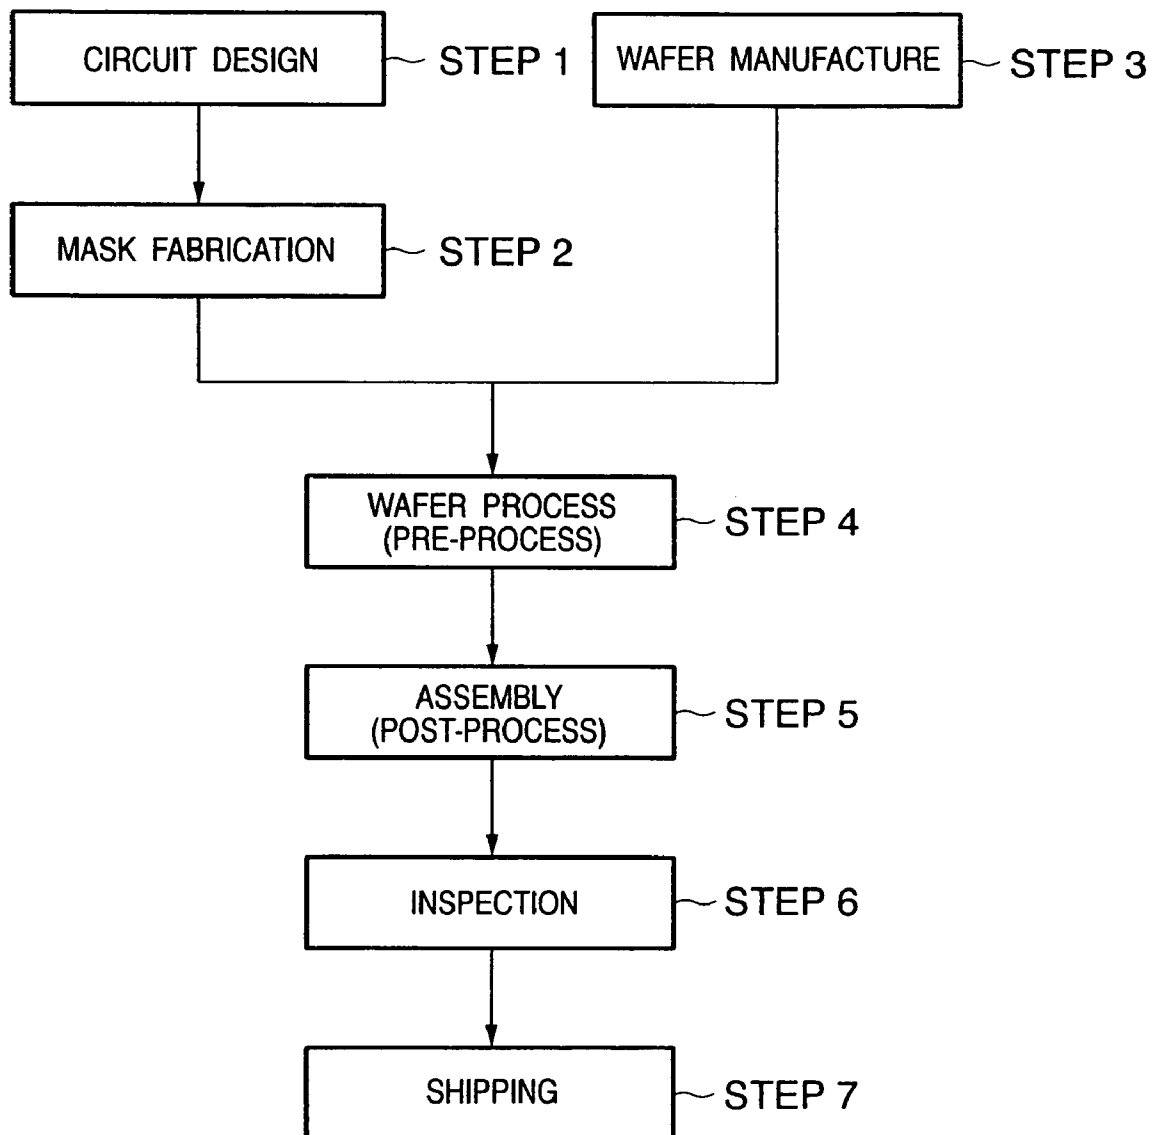 CIRCUIT DESIGN
STEP 1
WAFER MANUFACTURE
STEP 3
MASK FABRICATION
STEP 2
WAFER PROCESS
(PRE-PROCESS)
STEP 4
ASSEMBLY
(POST-PROCESS)
STEP 5
INSPECTION
STEP 6
SHIPPING
STEP 7